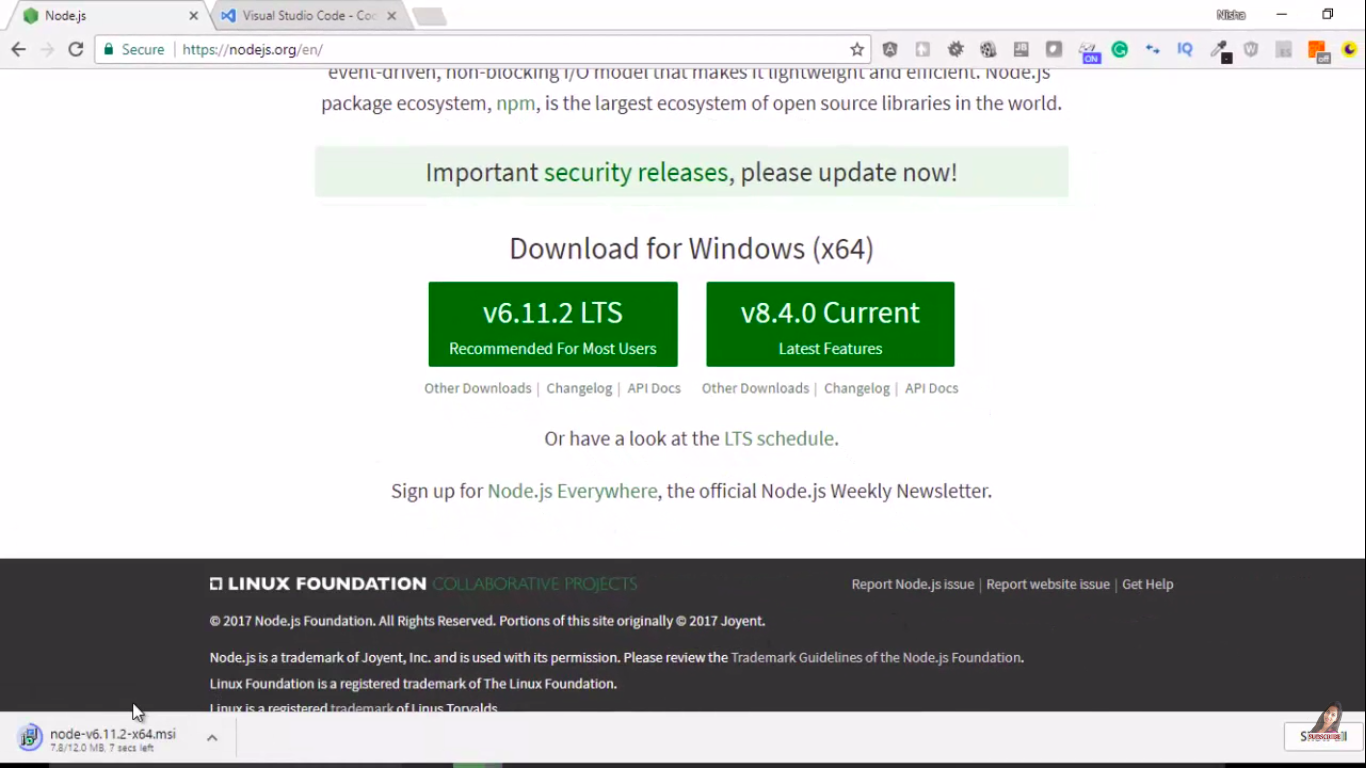 Node.js
Visual Studio Code - Co
Nisha
Secure
https://nodejs.org/en/
ON
IQ
off
event-driven, non-blocking I/O model that makes it lightweight and efficient. Node.js'
package ecosystem, npm, is the largest ecosystem of open source libraries in the world.
Important security releases, please update now!
Download for Windows (x64)
v6.11.2 LTS
Recommended For Most Users
v8.4.0 Current
Latest Features
Other Downloads | Changelog | API Docs
Other Downloads | Changelog | API Docs
Or have a look at the LTS schedule.
Sign up for Node.js Everywhere, the official Node.js Weekly Newsletter.
LINUX FOUNDATION COLLABORATIVE PROJECTS
Report Node.js issue | Report website issue | Get Help
© 2017 Node.js Foundation. All Rights Reserved. Portions of this site originally © 2017 Joyent.
Node.js is a trademark of Joyent, Inc. and is used with its permission. Please review the Trademark Guidelines of the Node.js Foundation.
Linux Foundation is a registered trademark of The Linux Foundation.
Linux is a registered trademark of Linus Torvalds.
node-v6.11.2-x64.msi
7.8/12.0 MB, 7 secs left
SUBSCRIBE